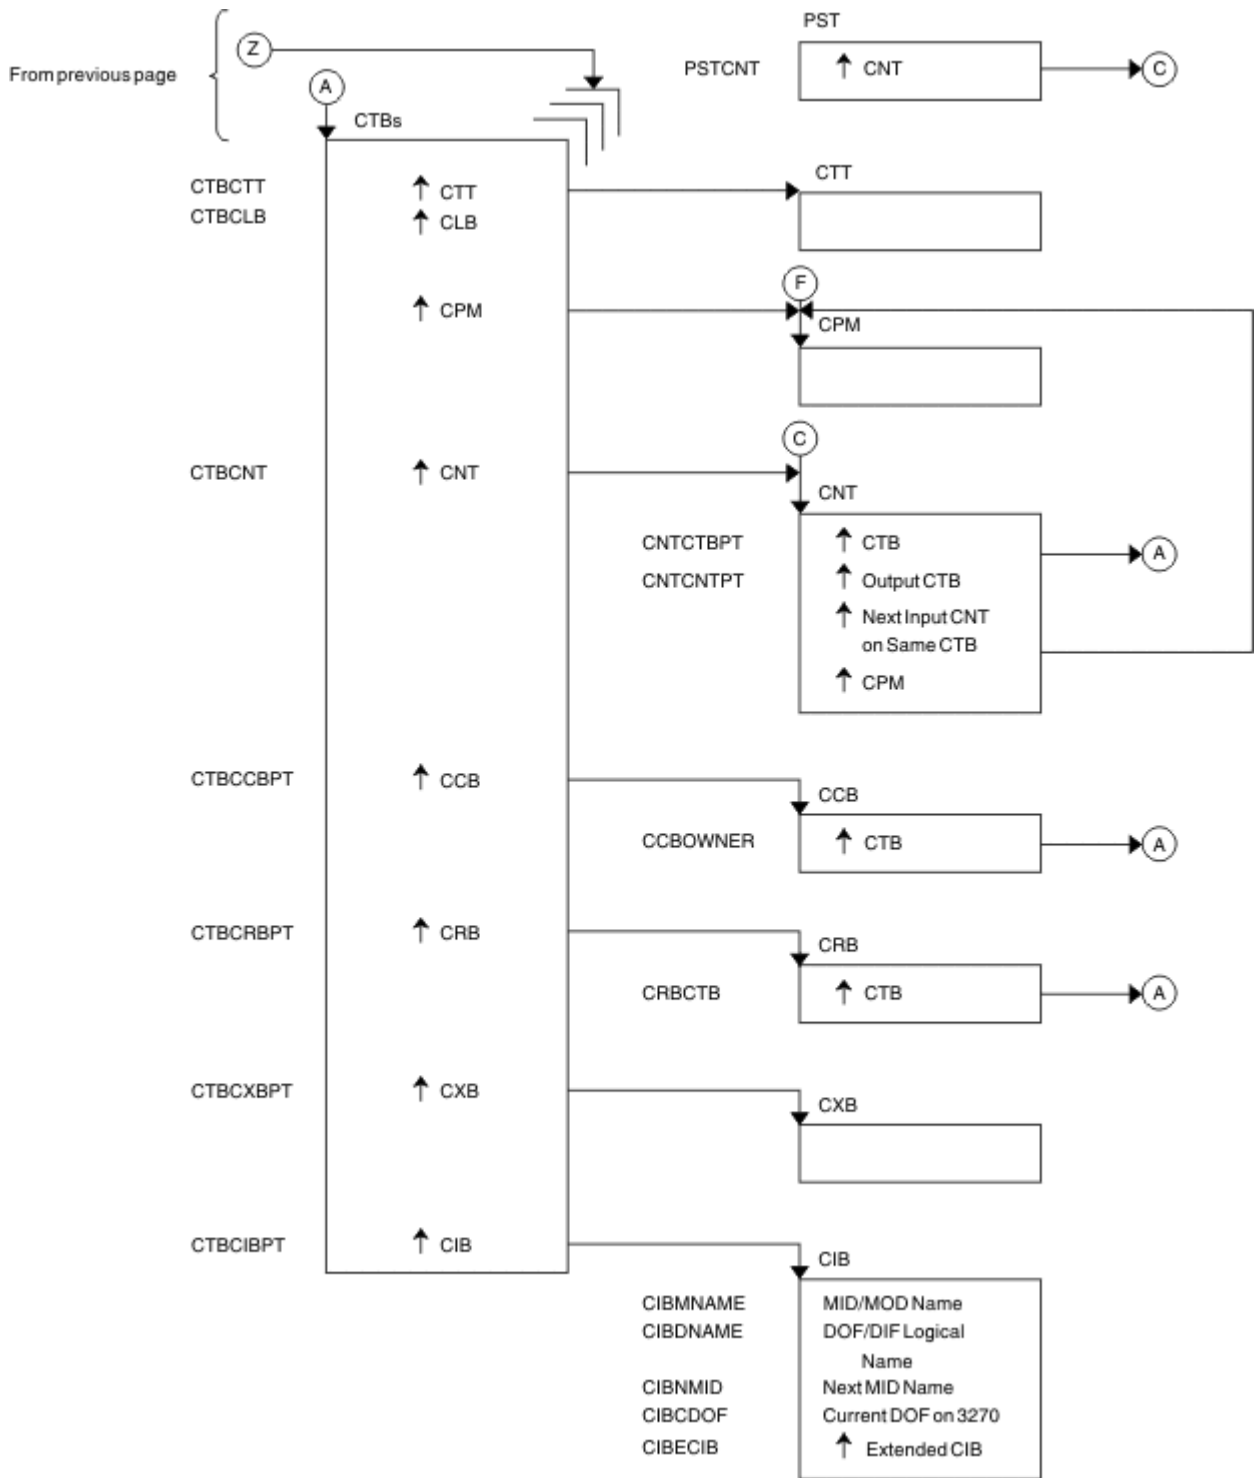 PST
Z
From previous page
PSTCNT
CNT
C
A
CTBs
CTT
CTBCTT
CTT
CTBCLB
CLB
F
CPM
CPM
C
CTBCNT
CNT
CNT
CNTCTBPT
CTB
A
CNTCNTPT
Output CTB
Next Input CNT
on Same CTB
CPM
CTBCCBPT
CCB
CCB
CCBOWNER
CTB
A
CTBCRBPT
CRB
CRB
CRBCTB
CTB
A
CTBCXBPT
CXB
CXB
CTBCIBPT
CIB
CIB
CIBMNAME
MID/MOD Name
CIBDNAME
DOF/DIF Logical
Name
CIBNMID
Next MID Name
CIBCDOF
Current DOF on 3270
CIBECIB
Extended CIB